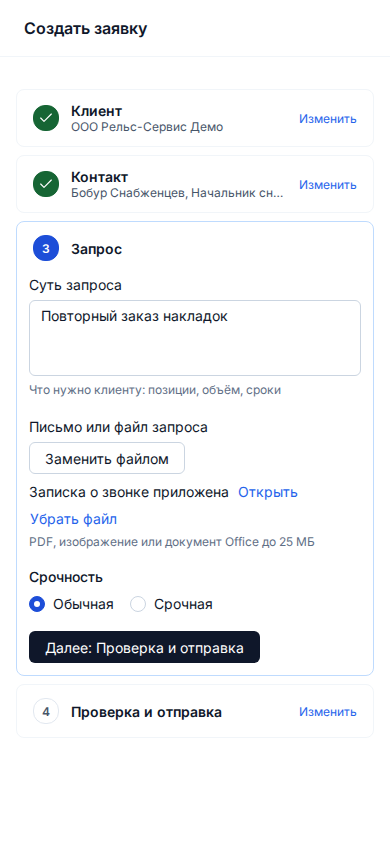 Создать заявку
Клиент
ООО Рельс-Сервис Демо
Изменить
Контакт
Бобур Снабженцев, Начальник сн...
Изменить
3
Запрос
Суть запроса
Повторный заказ накладок
Что нужно клиенту: позиции, объём, сроки
Письмо или файл запроса
Заменить файлом
Записка о звонке приложена Открыть
Убрать файл
PDF, изображение или документ Office до 25 МБ
Срочность
Обычная Срочная
Далее: Проверка и отправка
4
Проверка и отправка
Изменить